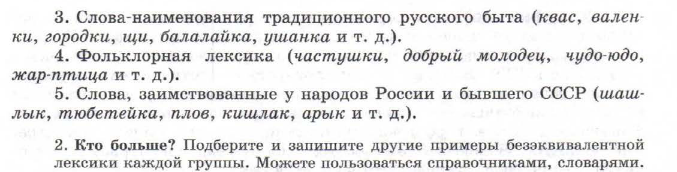 3. Слова-наименования традиционного русского быта (квас, вален-
ки, городки, щи, балалайка, ушанка и т. д.).
4. Фольклорная лексика (частушки, добрый молодец, чудо-юдо,
жар-птица и т. д.).
5. Слова, заимствованные у народов России и бывшего СССР (шаш-
лык, тюбетейка, плов, кишлак, арык и т. д.).
2. Кто больше? Подберите и запишите другие примеры безэквивалентной
лексики каждой группы. Можете пользоваться справочниками, словарями.